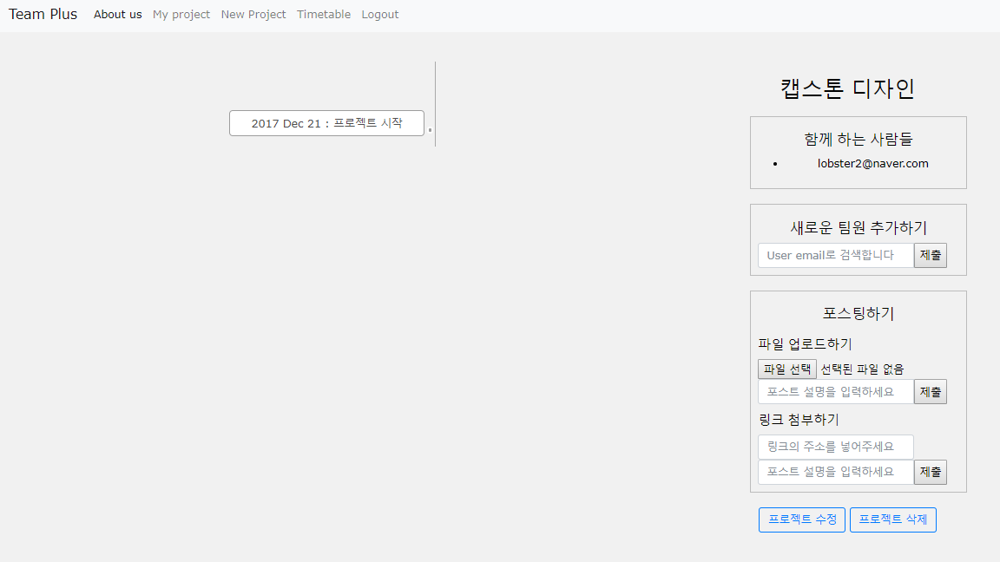 Team Plus About us My project New Project Timetable Logout
2017 Dec 21 : 프로젝트 시작
캡스톤 디자인
함께 하는 사람들
lobster2@naver.com
새로운 팀원 추가하기
User email로 검색합니다 제출
포스팅하기
파일 업로드하기
파일 선택 선택된 파일 없음
포스트 설명을 입력하세요 제출
링크 첨부하기
링크의 주소를 넣어주세요
포스트 설명을 입력하세요 제출
프로젝트 수정 프로젝트 삭제